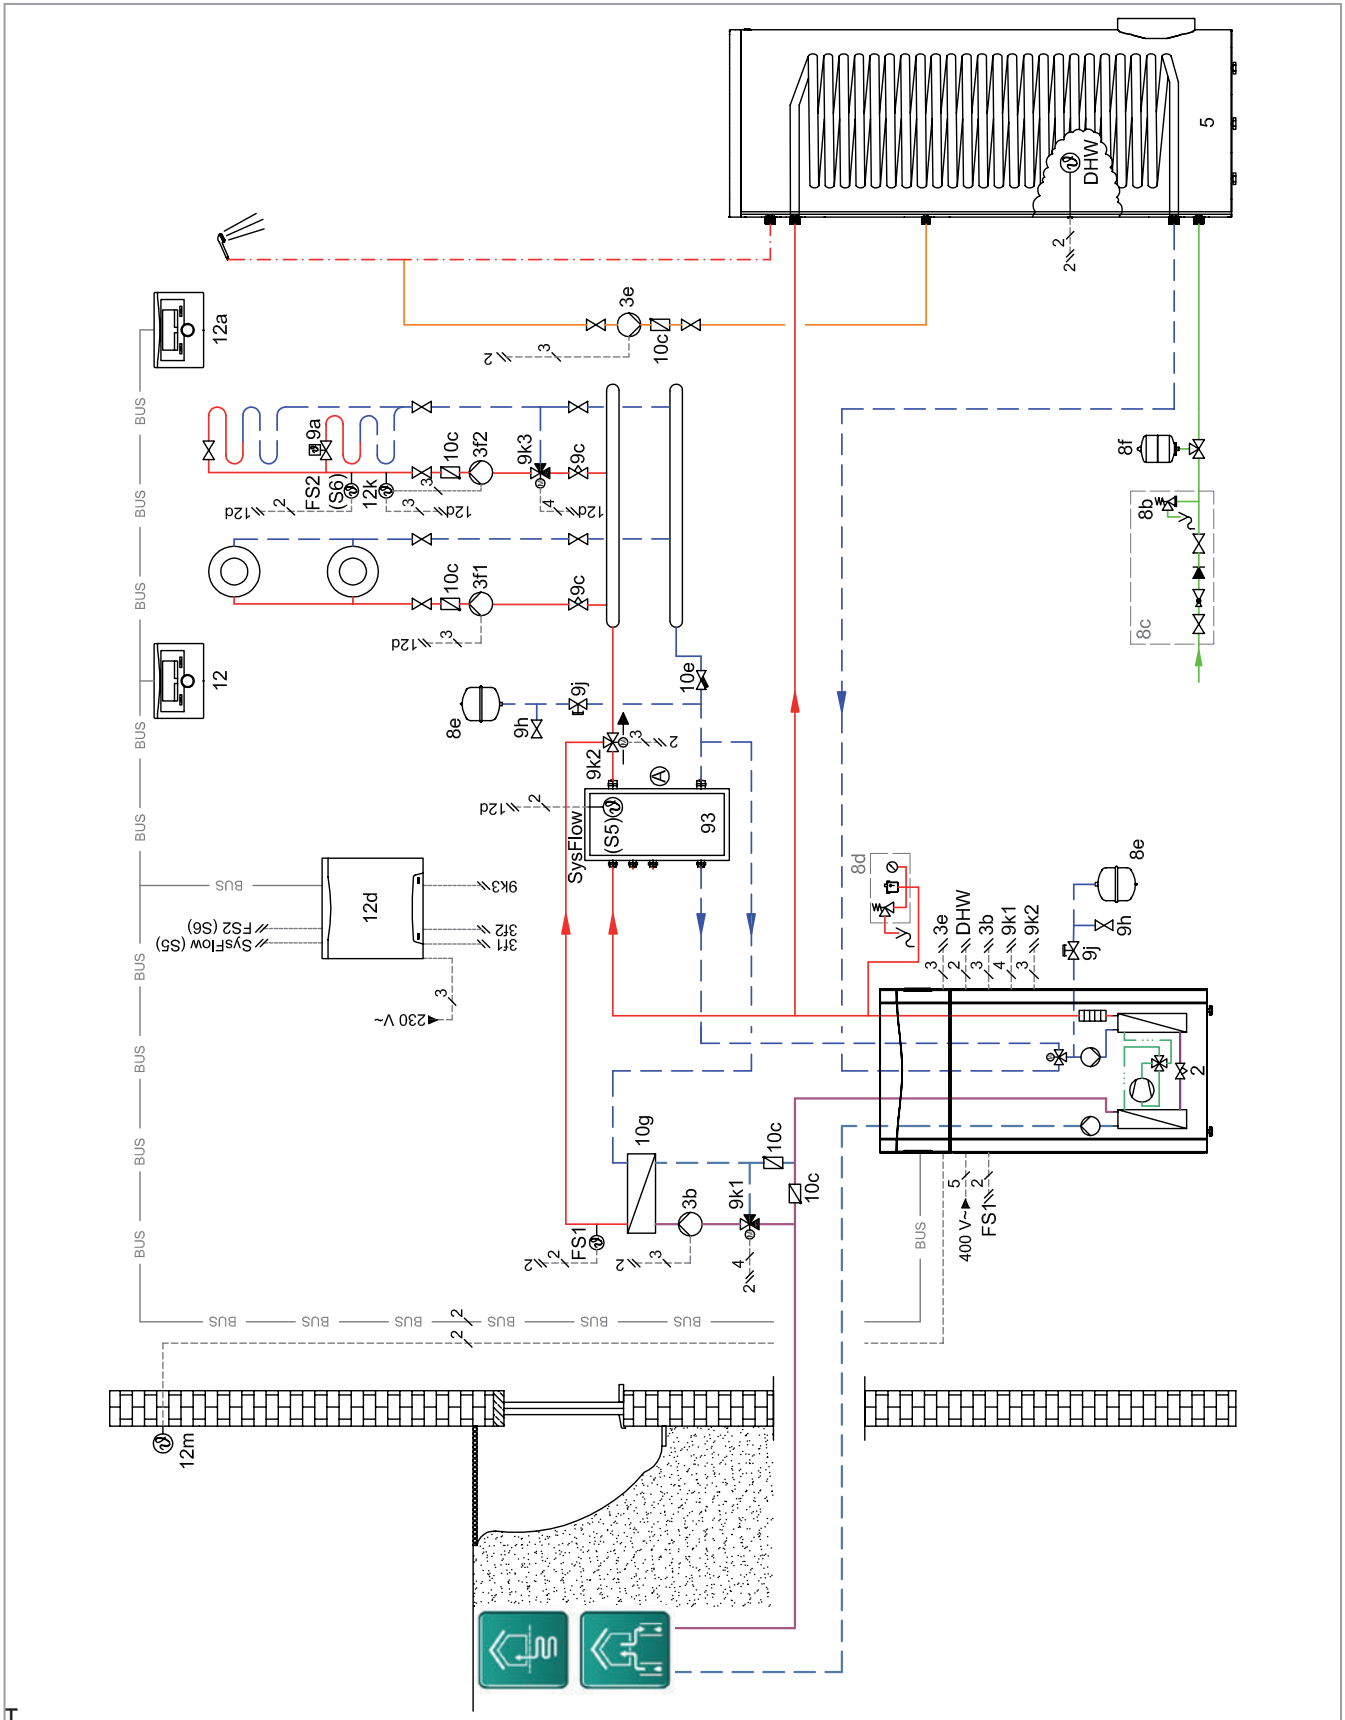 5
DHW
2
2
12a
BUS
3e
3
2
10c
9a
FS2
(S6)
12k
10c
3f2
9k3
9c
12d
2
12d
3
3
12d
4
8f
8b
8c
BUS
BUS
12
10c
3f1
9c
12d
3
10e
9j
8e
9h
9k2
3
2
A
BUS
BUS
12d
2
SysFlow
(S5)
93
BUS
12d
9k3
FS2 (S6)
SysFlow (S5)
3f2
3f1
3
230 V~
8d
8e
9h
9j
3e
DHW
3b
9k1
9k2
3
2
3
4
3
BUS
BUS
BUS
BUS
2
10g
10c
10c
9k1
3b
FS1
2
2
2
3
2
4
BUS
400 V~
5
FS1
2
BUS
BUS
BUS
BUS
BUS
BUS
2
2
12m
T